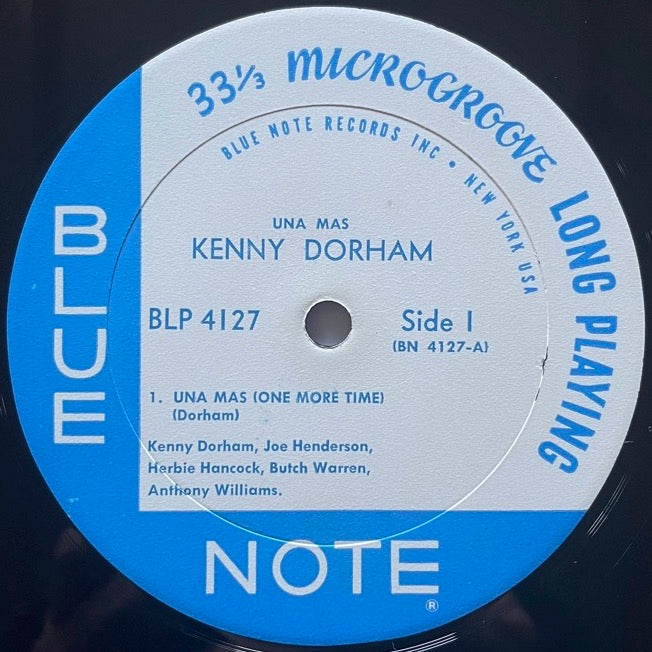 33⅓ MICROGROOVE LONG PLAYING
BLUE NOTE RECORDS INC • NEW YORK USA
UNA MAS
KENNY DORHAM
BLP 4127
Side 1
(BN 4127-A)
1. UNA MAS (ONE MORE TIME)
(Dorham)
Kenny Dorham, Joe Henderson,
Herbie Hancock, Butch Warren,
Anthony Williams.
BLUE
NOTE
®